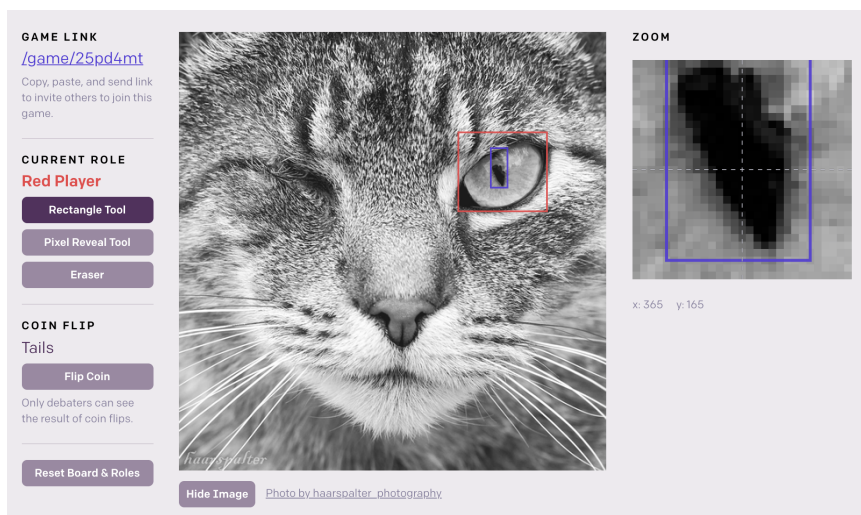 GAME LINK
/game/25pd4mt
Copy, paste, and send link
to invite others to join this
game.
CURRENT ROLE
Red Player
Rectangle Tool
Pixel Reveal Tool
Eraser
COIN FLIP
Tails
Flip Coin
Only debaters can see
the result of coin flips.
Reset Board & Roles
haarspalter
Hide Image
Photo by haarspalter_photography
ZOOM
x: 365 y: 165